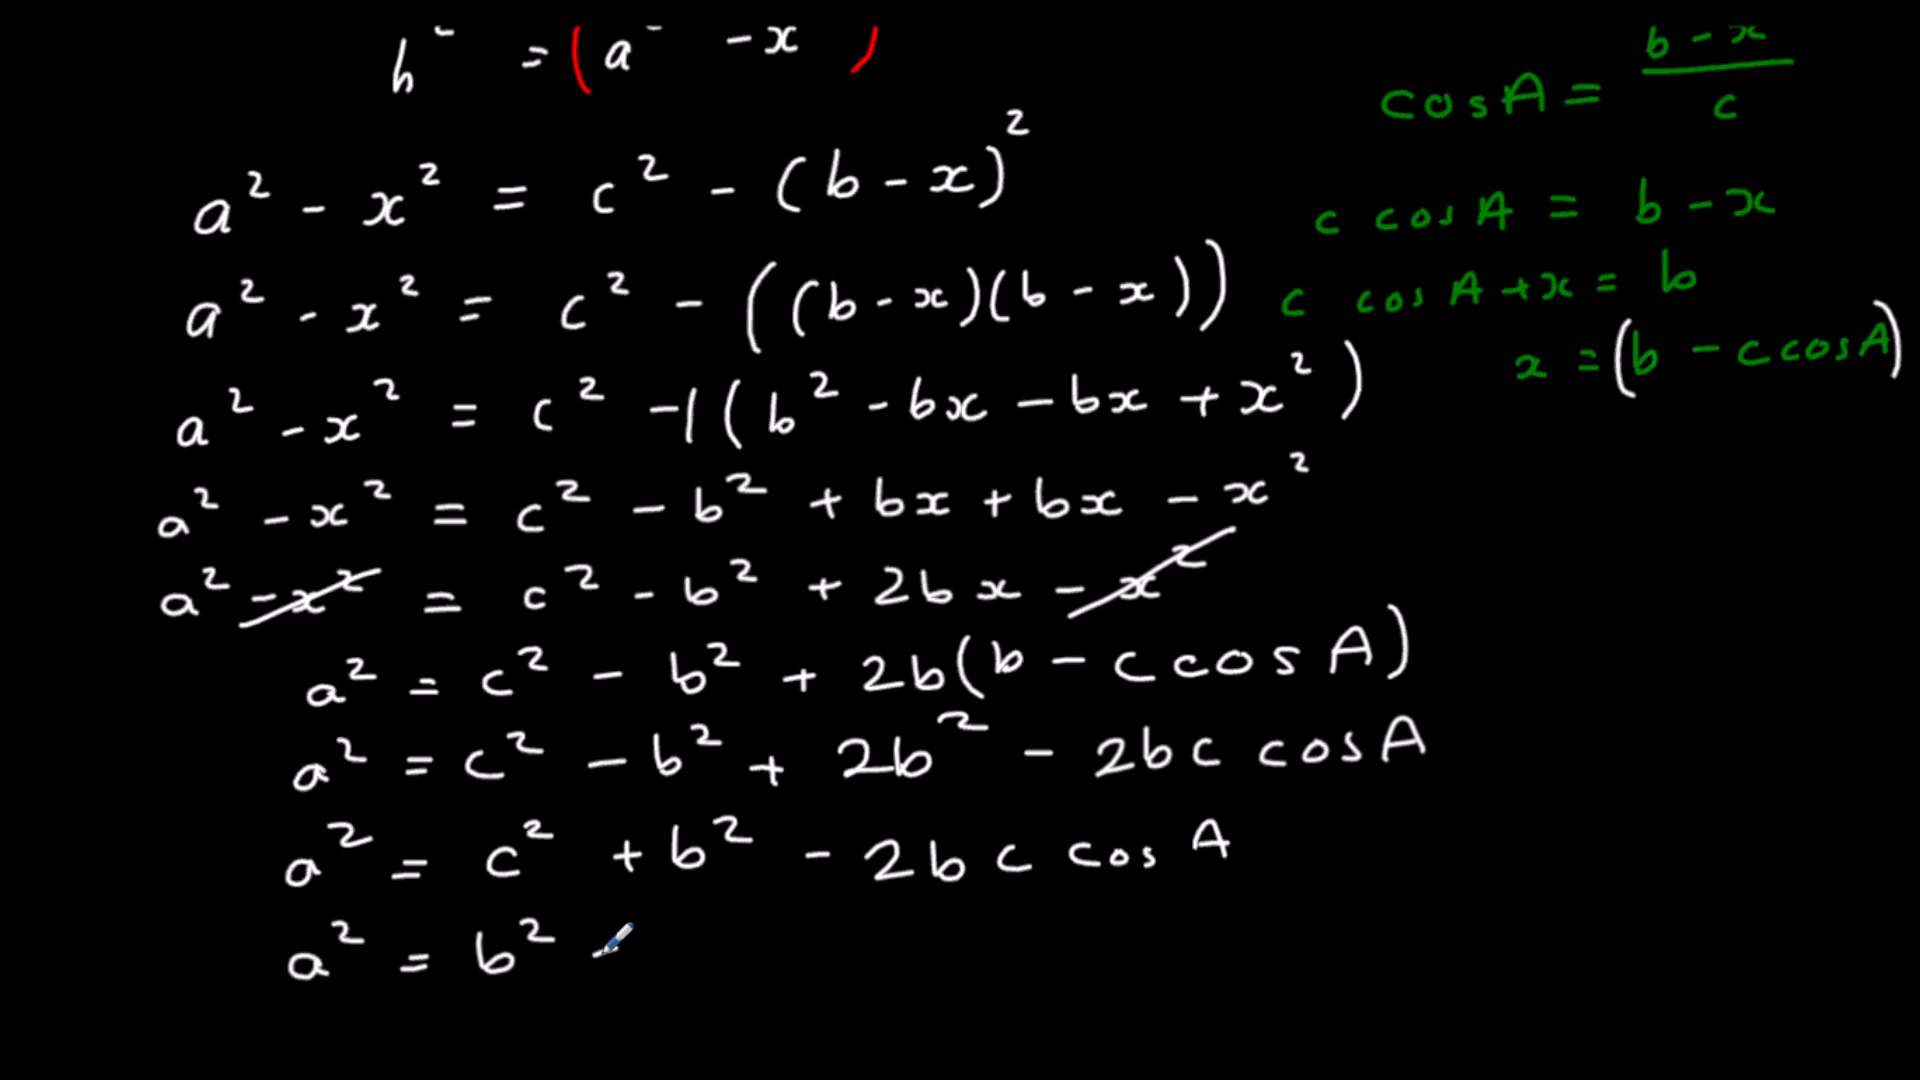 h² = (a² - x )
a² - x² = c² - (b - x)²
a² - x² = c² - ((b - x)(b - x))
a² - x² = c² -1(b² - bx - bx + x²)
a² - x² = c² - b² + bx + bx - x²
a² - x² = c² - b² + 2bx - x²
a² = c² - b² + 2b(b - c cos A)
a² = c² - b² + 2b² - 2bc cos A
a² = c² + b² - 2bc cos A
a² = b² -
cos A = (b - x)/c
c cos A = b - x
c cos A + x = b
x = (b - c cos A)